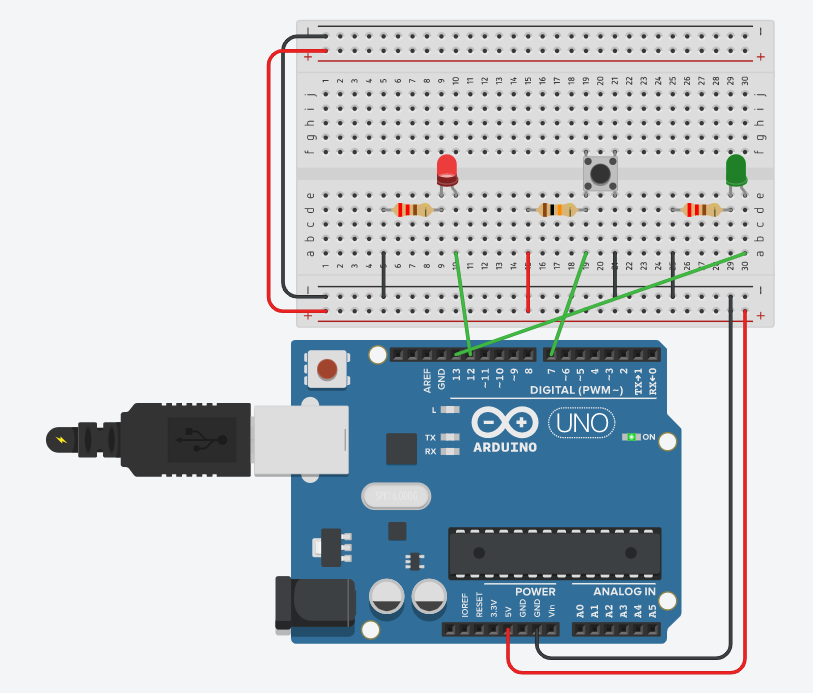 − −
+ +
1 2 3 4 5 6 7 8 9 10 11 12 13 14 15 16 17 18 19 20 21 22 23 24 25 26 27 28 29 30
j j
i i
h h
g g
f f
e e
d d
c c
b b
a a
1 2 3 4 5 6 7 8 9 10 11 12 13 14 15 16 17 18 19 20 21 22 23 24 25 26 27 28 29 30
− −
+ +
AREF GND 13 12 ~11 ~10 ~9 8 7 ~6 ~5 4 ~3 2 TX→1 RX←0
DIGITAL (PWM~)
L
TX
RX
UNO
ARDUINO
ON
POWER ANALOG IN
IOREF RESET 3.3V 5V GND GND Vin A0 A1 A2 A3 A4 A5